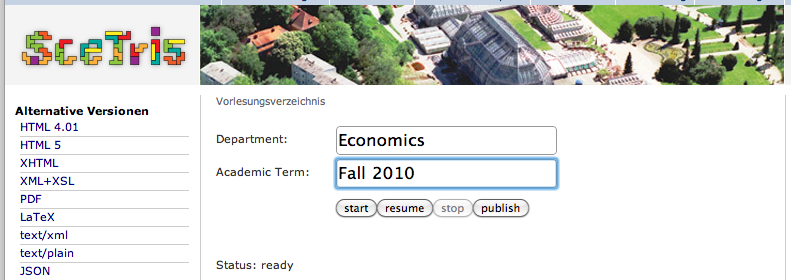 SceTris
Alternative Versionen
HTML 4.01
HTML 5
XHTML
XML+XSL
PDF
LaTeX
text/xml
text/plain
JSON
Vorlesungsverzeichnis
Department: Economics
Academic Term: Fall 2010
start resume stop publish
Status: ready